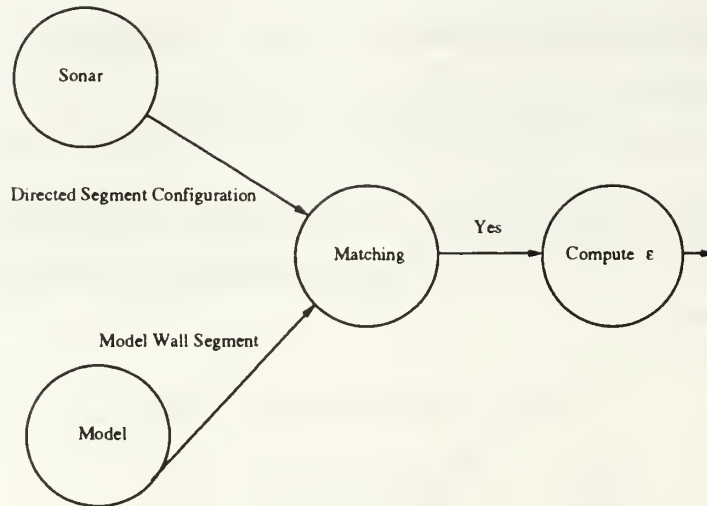 Sonar
Directed Segment Configuration
Yes
Matching
Compute ε
Model Wall Segment
Model